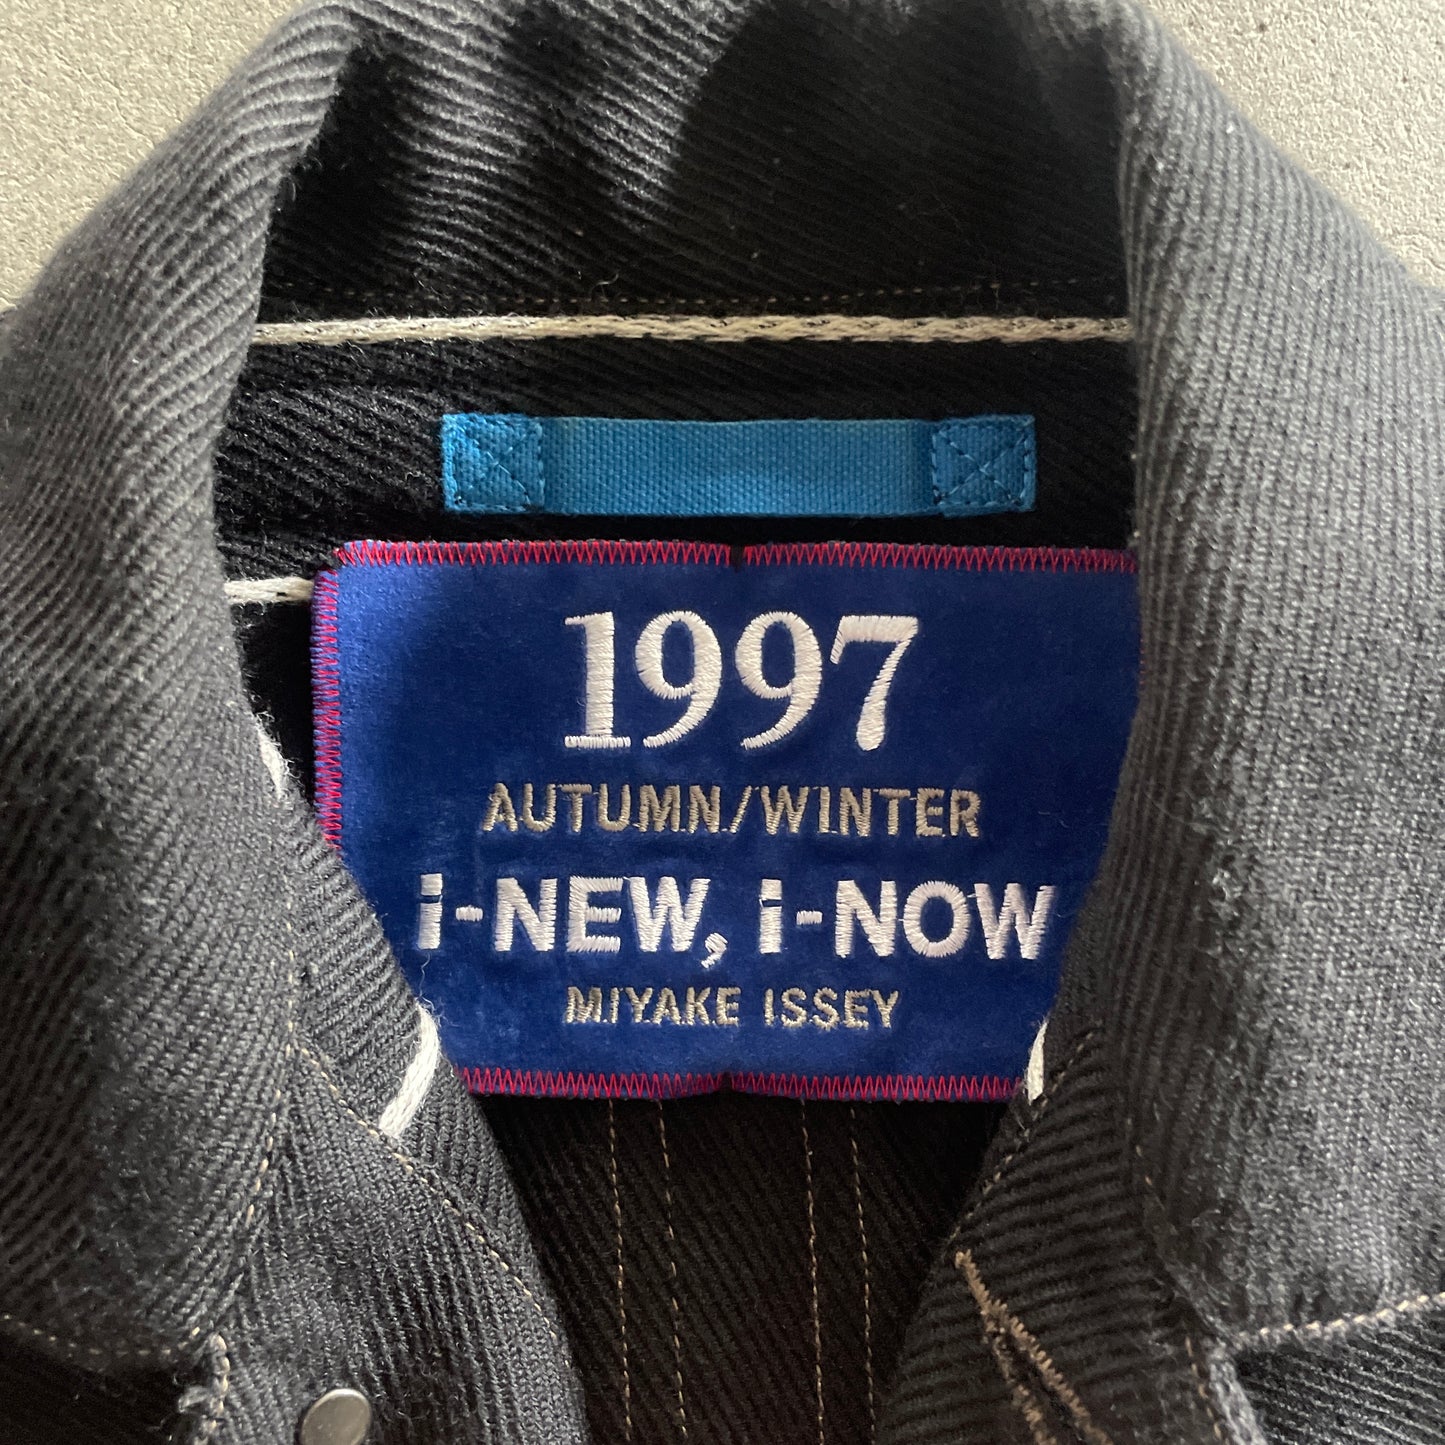 1997
AUTUMN/WINTER
i-NEW, i-NOW
MIYAKE ISSEY